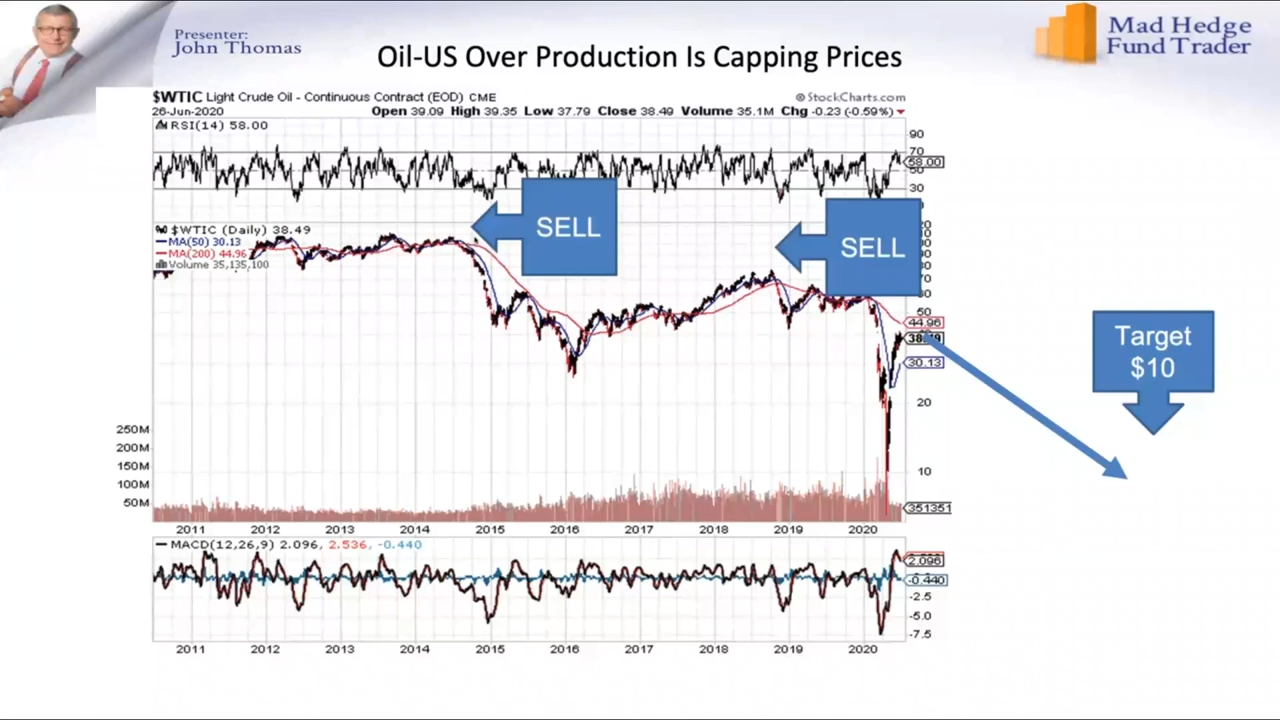 Presenter:
John Thomas
Oil-US Over Production Is Capping Prices
Mad Hedge
Fund Trader
$WTIC Light Crude Oil - Continuous Contract (EOD) CME
© StockCharts.com
26-Jun-2020
Open 39.09 High 39.35 Low 37.79 Close 38.49 Volume 35.1M Chg -0.23 (-0.59%)
RSI(14) 58.00
90
70
58.00
50
30
$WTIC (Daily) 38.49
MA(50) 30.13
MA(200) 44.96
Volume 35,135,100
SELL
SELL
50
44.96
38.49
30.13
20
10
Target
$10
250M
200M
150M
100M
50M
351351
2011 2012 2013 2014 2015 2016 2017 2018 2019 2020
MACD(12,26,9) 2.096, 2.536, -0.440
2.096
-0.440
-2.5
-5.0
-7.5
2011 2012 2013 2014 2015 2016 2017 2018 2019 2020